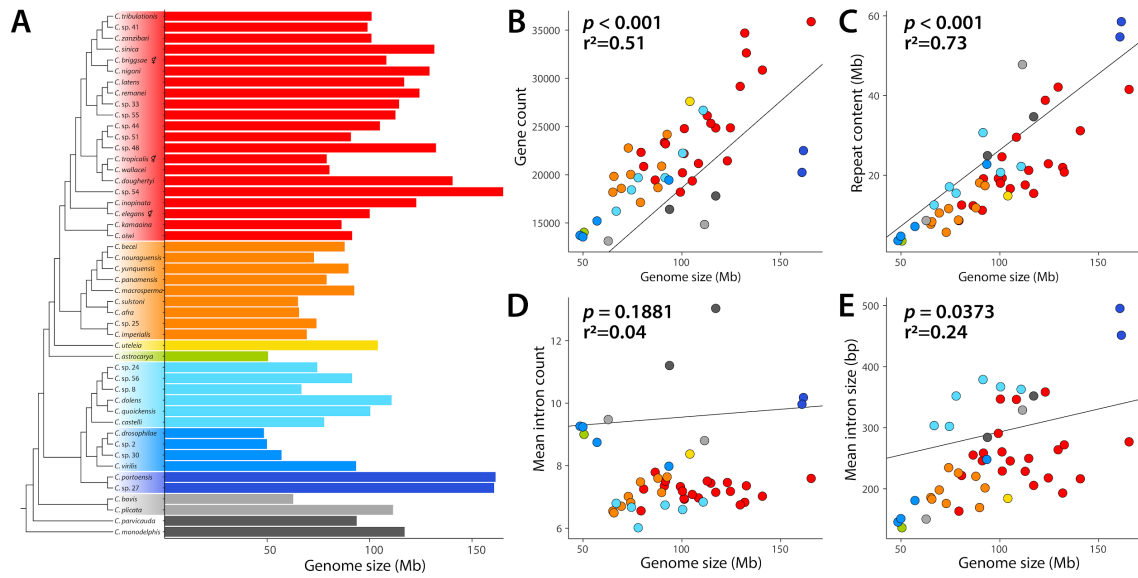 A
C. tribulationis
C. sp. 41
C. zanzibari
C. sinica
C. briggsae ⚥
C. nigoni
C. latens
C. remanei
C. sp. 33
C. sp. 55
C. sp. 44
C. sp. 51
C. sp. 48
C. tropicalis ⚥
C. wallacei
C. doughertyi
C. sp. 54
C. inopinata
C. elegans ⚥
C. kamaaina
C. oiwi
C. becei
C. nouraguensis
C. yunquensis
C. panamensis
C. macrosperma
C. sulstoni
C. afra
C. sp. 25
C. imperialis
C. uteleia
C. astrocarya
C. sp. 24
C. sp. 56
C. sp. 8
C. dolens
C. quoickensis
C. castelli
C. drosophilae
C. sp. 2
C. sp. 30
C. virilis
C. portoensis
C. sp. 27
C. bovis
C. plicata
C. parvicauda
C. monodelphis
50
100
150
Genome size (Mb)
B
p < 0.001
r²=0.51
Gene count
35000
30000
25000
20000
15000
50
100
150
Genome size (Mb)
C
p < 0.001
r²=0.73
Repeat content (Mb)
60
40
20
50
100
150
Genome size (Mb)
D
p = 0.1881
r²=0.04
Mean intron count
12
10
8
6
50
100
150
Genome size (Mb)
E
p = 0.0373
r²=0.24
Mean intron size (bp)
500
400
300
200
50
100
150
Genome size (Mb)